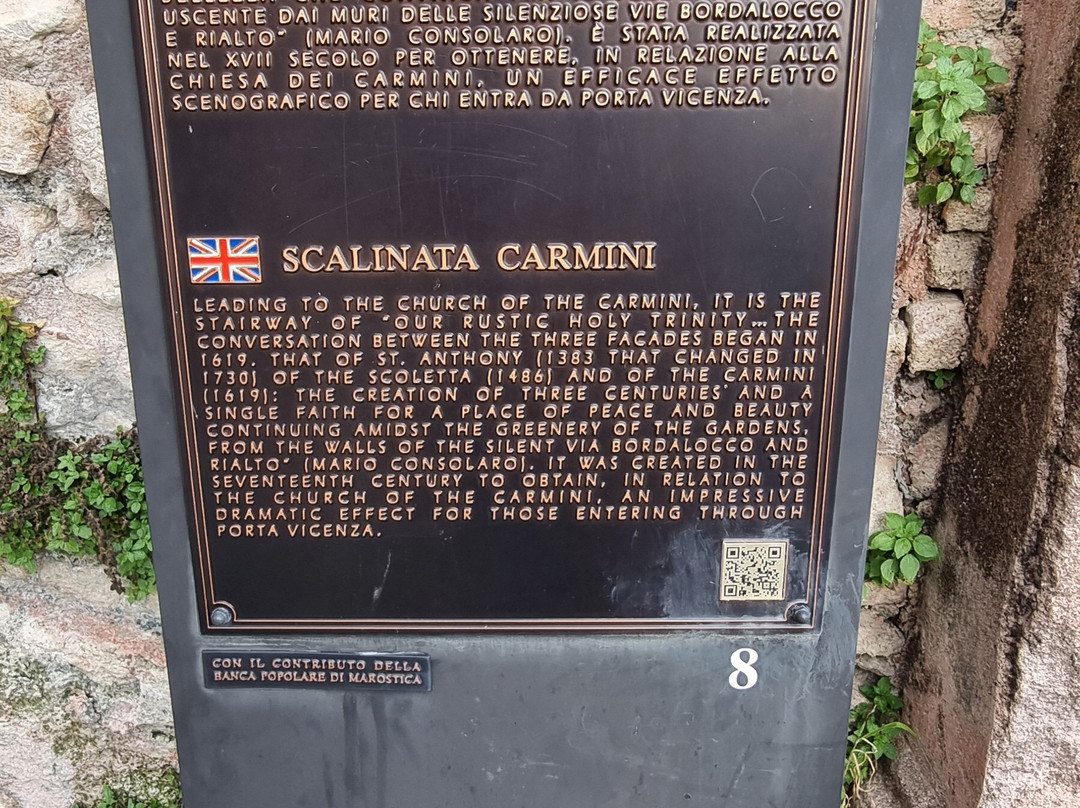 USCENTE DAI MURI DELLE SILENZIOSE VIE BORDALOCCO
E RIALTO" (MARIO CONSOLARO). È STATA REALIZZATA
NEL XVII SECOLO PER OTTENERE, IN RELAZIONE ALLA
CHIESA DEI CARMINI, UN EFFICACE EFFETTO
SCENOGRAFICO PER CHI ENTRA DA PORTA VICENZA.
SCALINATA CARMINI
LEADING TO THE CHURCH OF THE CARMINI, IT IS THE
STAIRWAY OF "OUR RUSTIC HOLY TRINITY... THE
CONVERSATION BETWEEN THE THREE FACADES BEGAN IN
1619, THAT OF ST. ANTHONY (1383 THAT CHANGED IN
1730) OF THE SCOLETTA (1486) AND OF THE CARMINI
(1619): THE CREATION OF THREE CENTURIES AND A
SINGLE FAITH FOR A PLACE OF PEACE AND BEAUTY
CONTINUING AMIDST THE GREENERY OF THE GARDENS,
FROM THE WALLS OF THE SILENT VIA BORDALOCCO AND
RIALTO" (MARIO CONSOLARO). IT WAS CREATED IN THE
SEVENTEENTH CENTURY TO OBTAIN, IN RELATION TO
THE CHURCH OF THE CARMINI, AN IMPRESSIVE
DRAMATIC EFFECT FOR THOSE ENTERING THROUGH
PORTA VICENZA.
CON IL CONTRIBUTO DELLA
BANCA POPOLARE DI MAROSTICA
8